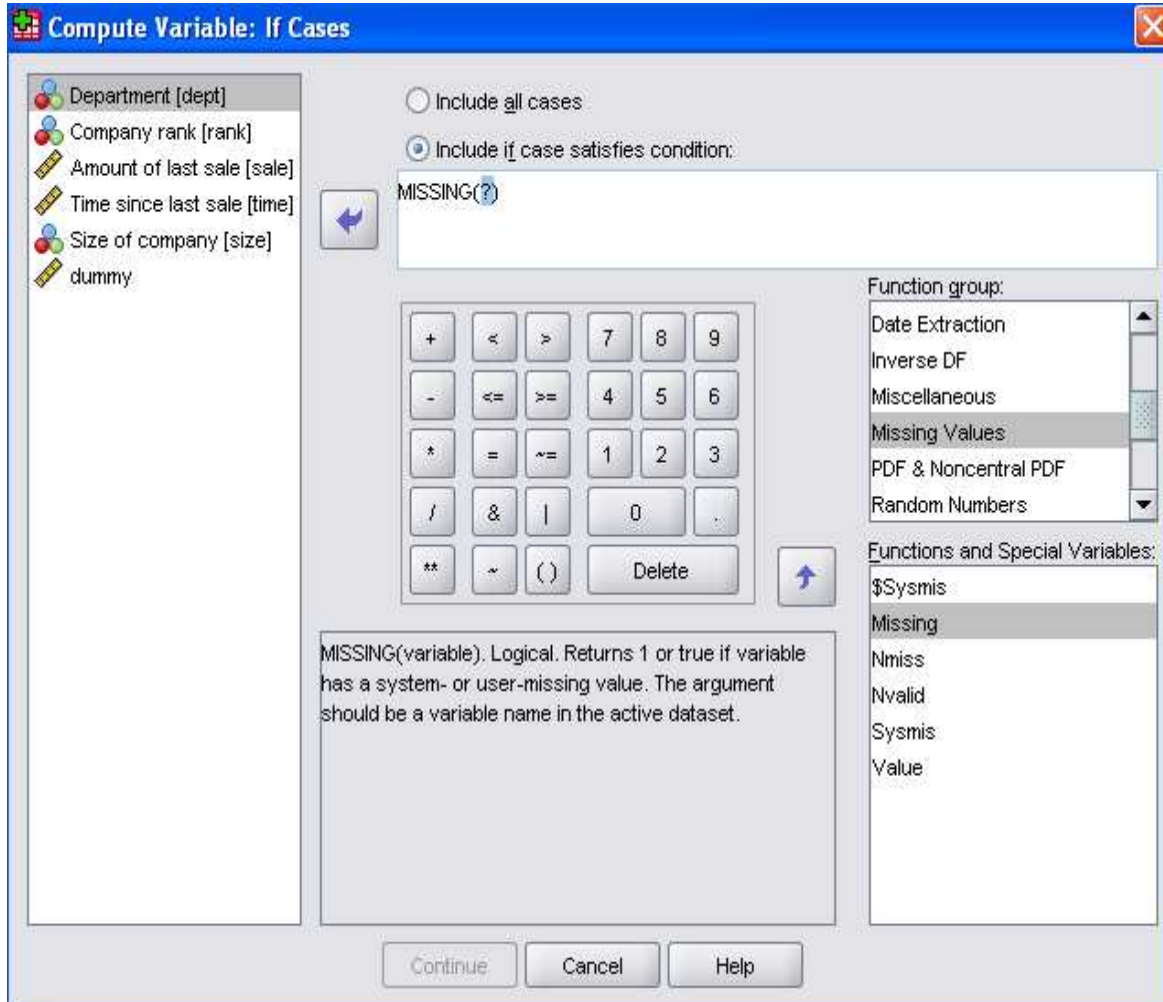 Compute Variable: If Cases
Department [dept]
Company rank [rank]
Amount of last sale [sale]
Time since last sale [time]
Size of company [size]
dummy
Include all cases
Include if case satisfies condition:
MISSING(?)
+ < > 7 8 9
- <= >= 4 5 6
* = ~= 1 2 3
/ & | 0 .
** ~ ( ) Delete
MISSING(variable). Logical. Returns 1 or true if variable
has a system- or user-missing value. The argument
should be a variable name in the active dataset.
Function group:
Date Extraction
Inverse DF
Miscellaneous
Missing Values
PDF & Noncentral PDF
Random Numbers
Functions and Special Variables:
$Sysmis
Missing
Nmiss
Nvalid
Sysmis
Value
Continue Cancel Help